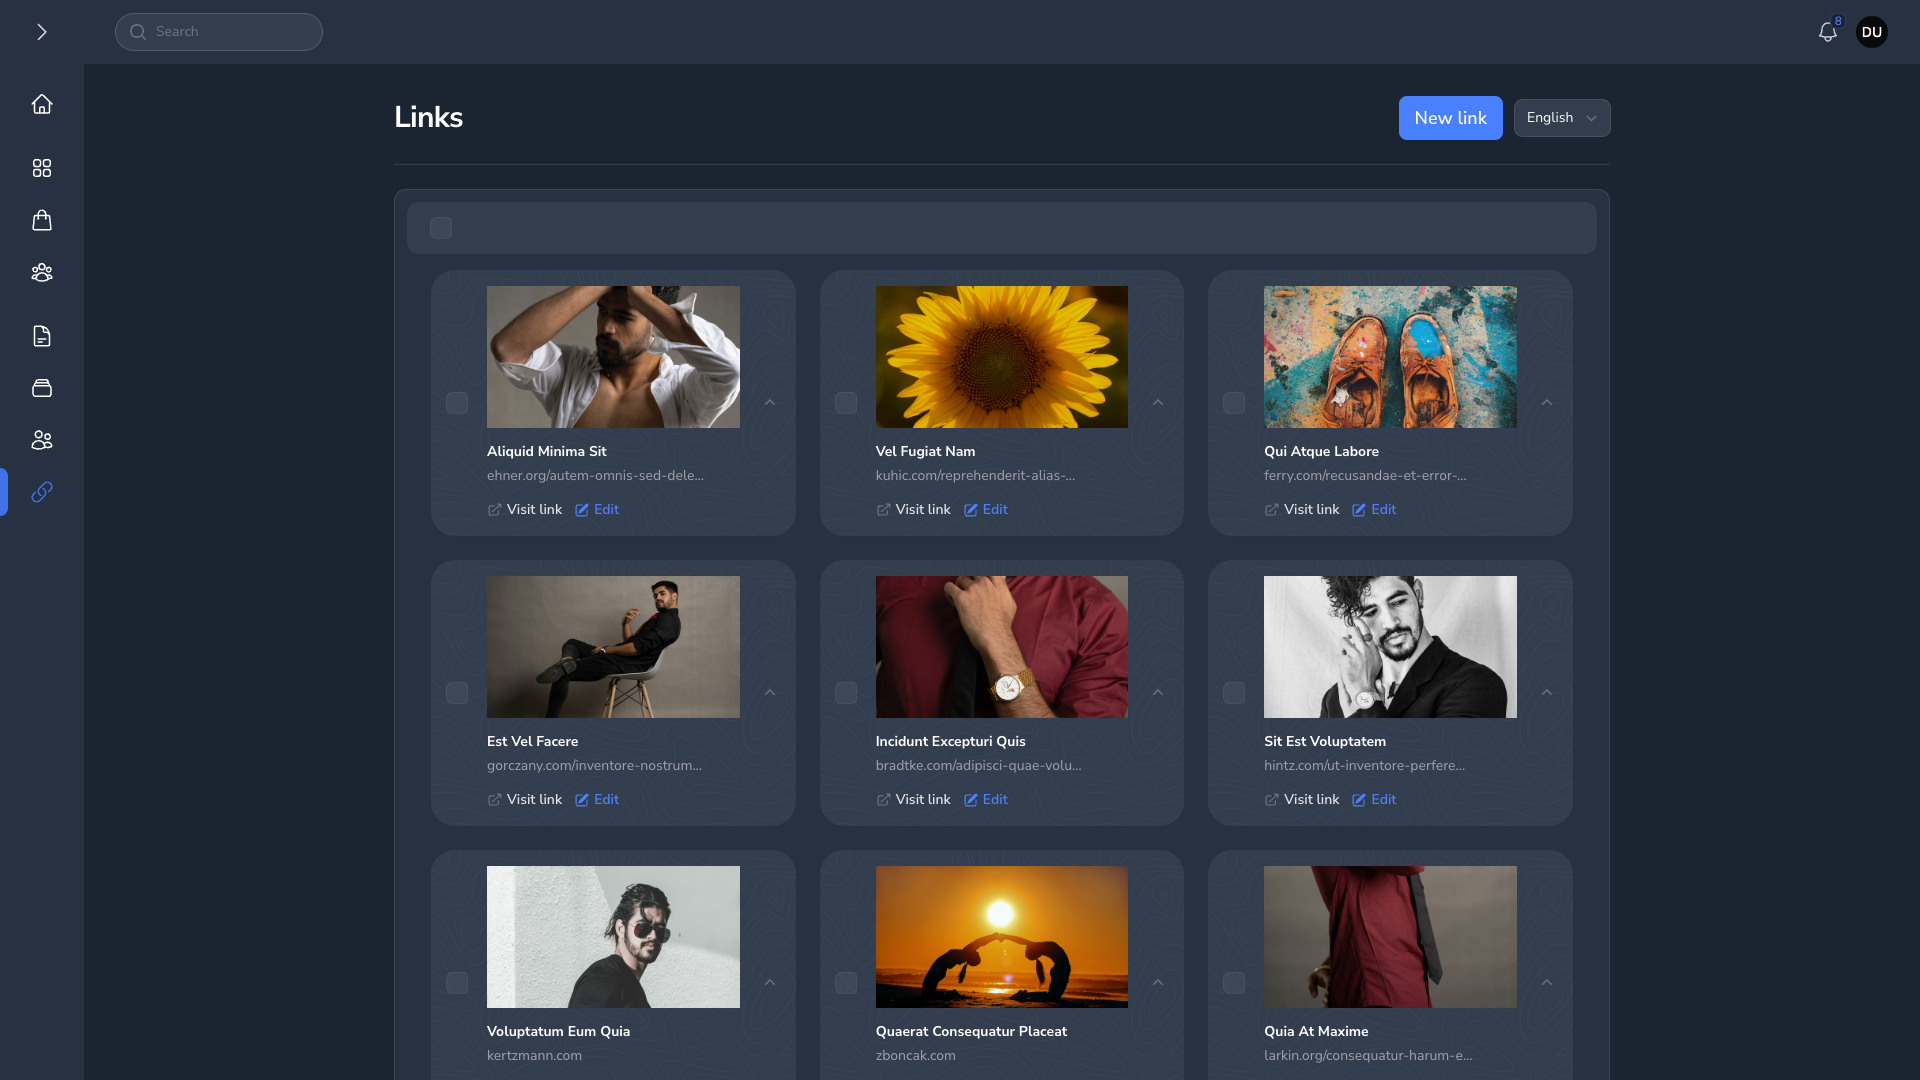 Search
8
DU
Links
New link
English
Aliquid Minima Sit
ehner.org/autem-omnis-sed-dele...
Visit link
Edit
Vel Fugiat Nam
kuhic.com/reprehenderit-alias-...
Visit link
Edit
Qui Atque Labore
ferry.com/recusandae-et-error-...
Visit link
Edit
Est Vel Facere
gorczany.com/inventore-nostrum...
Visit link
Edit
Incidunt Excepturi Quis
bradtke.com/adipisci-quae-volu...
Visit link
Edit
Sit Est Voluptatem
hintz.com/ut-inventore-perfere...
Visit link
Edit
Voluptatum Eum Quia
kertzmann.com
Quaerat Consequatur Placeat
zboncak.com
Quia At Maxime
larkin.org/consequatur-harum-e...